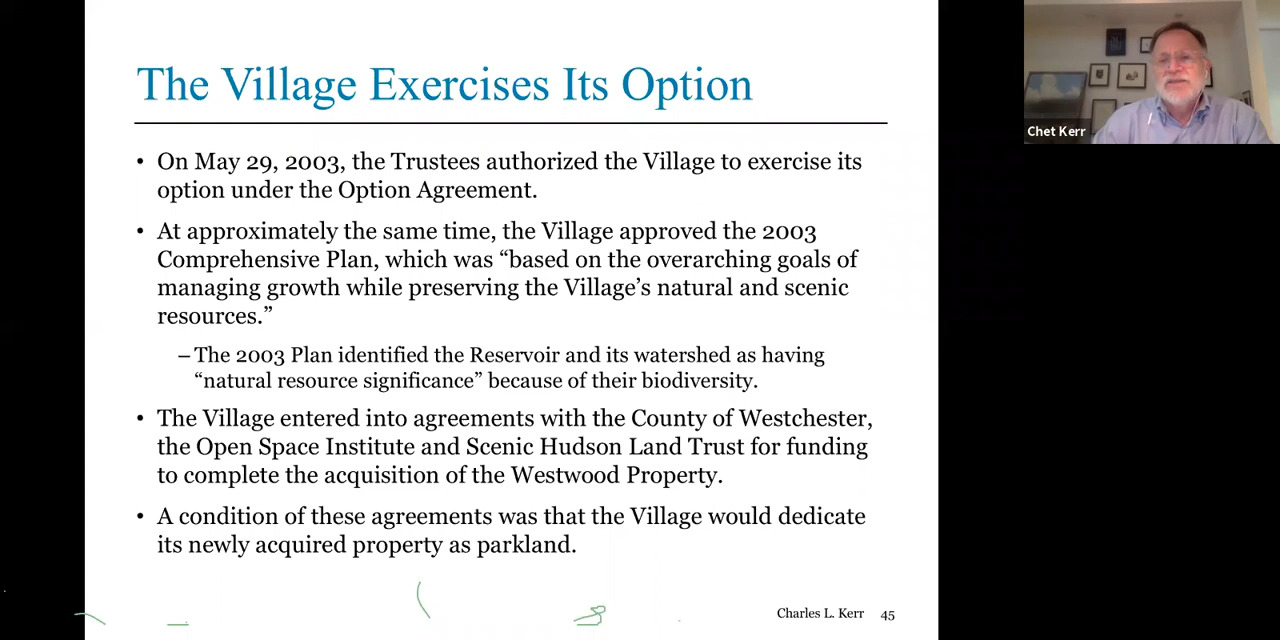 The Village Exercises Its Option
• On May 29, 2003, the Trustees authorized the Village to exercise its
option under the Option Agreement.
• At approximately the same time, the Village approved the 2003
Comprehensive Plan, which was “based on the overarching goals of
managing growth while preserving the Village’s natural and scenic
resources.”
– The 2003 Plan identified the Reservoir and its watershed as having
“natural resource significance” because of their biodiversity.
• The Village entered into agreements with the County of Westchester,
the Open Space Institute and Scenic Hudson Land Trust for funding
to complete the acquisition of the Westwood Property.
• A condition of these agreements was that the Village would dedicate
its newly acquired property as parkland.
Charles L. Kerr 45
Chet Kerr